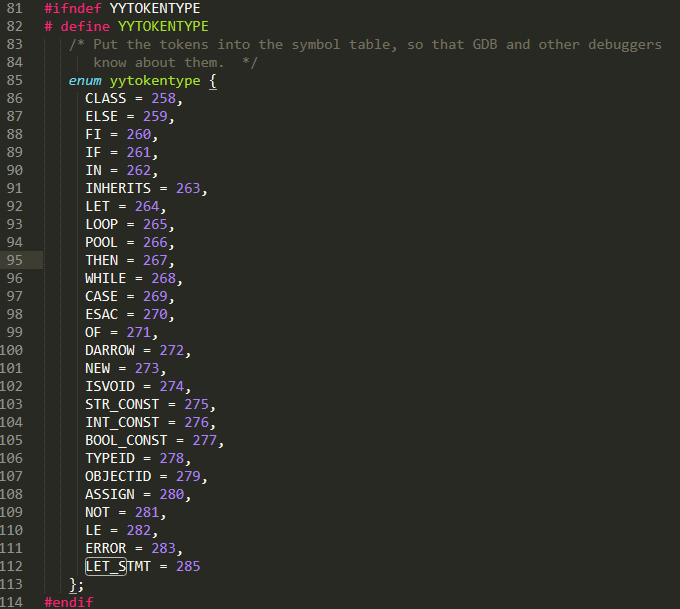 81 #ifndef YYTOKENTYPE
82 # define YYTOKENTYPE
83 /* Put the tokens into the symbol table, so that GDB and other debuggers
84 know about them.  */
85 enum yytokentype {
86 CLASS = 258,
87 ELSE = 259,
88 FI = 260,
89 IF = 261,
90 IN = 262,
91 INHERITS = 263,
92 LET = 264,
93 LOOP = 265,
94 POOL = 266,
95 THEN = 267,
96 WHILE = 268,
97 CASE = 269,
98 ESAC = 270,
99 OF = 271,
100 DARROW = 272,
101 NEW = 273,
102 ISVOID = 274,
103 STR_CONST = 275,
104 INT_CONST = 276,
105 BOOL_CONST = 277,
106 TYPEID = 278,
107 OBJECTID = 279,
108 ASSIGN = 280,
109 NOT = 281,
110 LE = 282,
111 ERROR = 283,
112 LET_STMT = 285
113 };
114 #endif